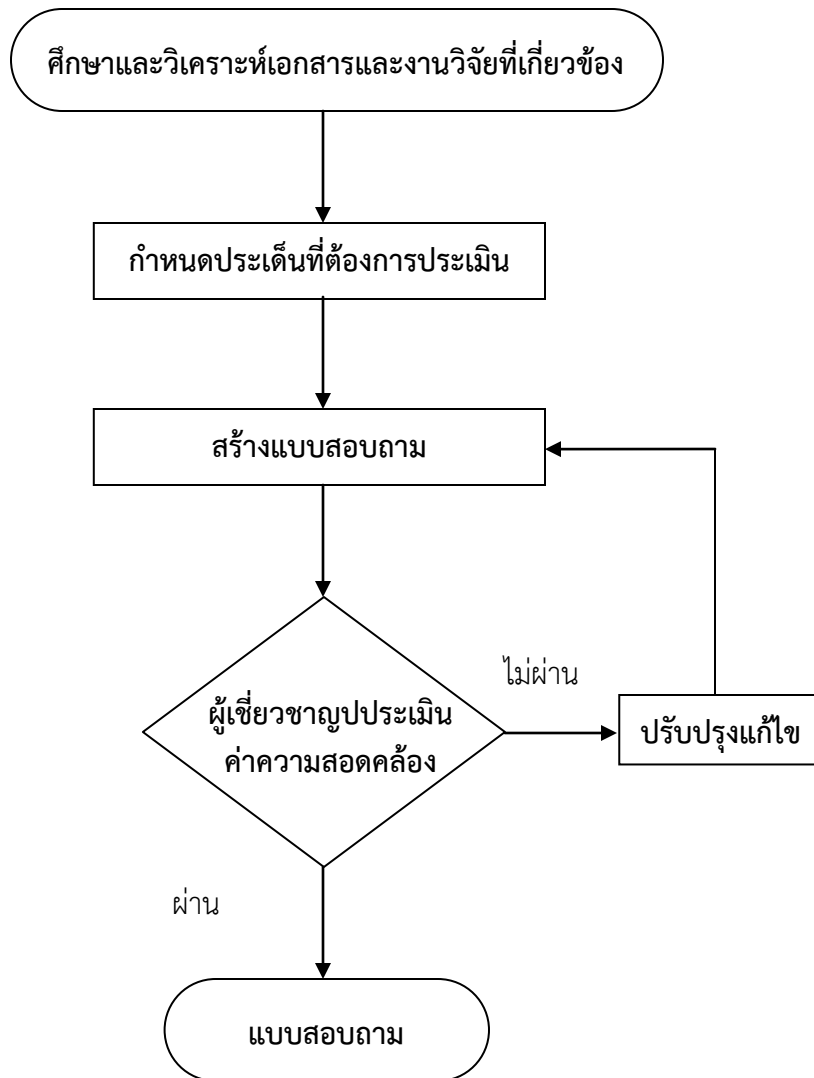 ศึกษาและวิเคราะห์เอกสารและงานวิจัยที่เกี่ยวข้อง
กำหนดประเด็นที่ต้องการประเมิน
สร้างแบบสอบถาม
ไม่ผ่าน
ผู้เชี่ยวชาญปประเมิน
ค่าความสอดคล้อง
ปรับปรุงแก้ไข
ผ่าน
แบบสอบถาม